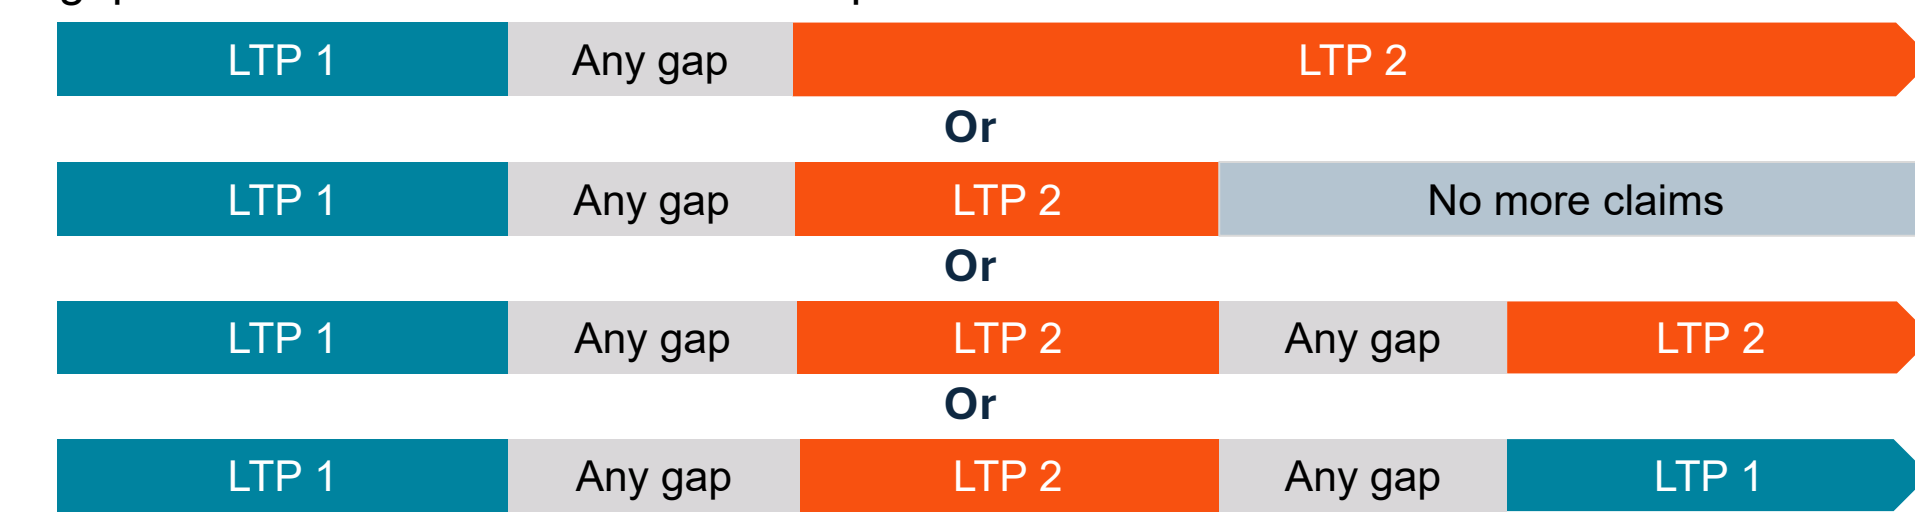 LTP 1 Any gap LTP 2
Or
LTP 1 Any gap LTP 2 No more claims
Or
LTP 1 Any gap LTP 2 Any gap LTP 2
Or
LTP 1 Any gap LTP 2 Any gap LTP 1